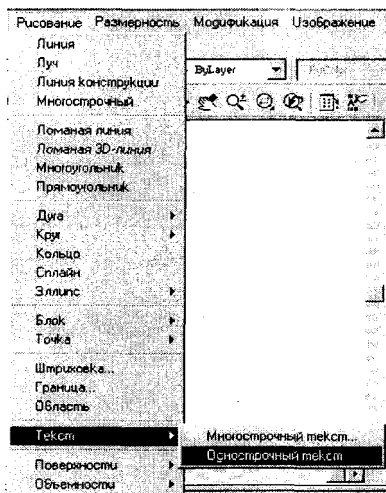 Рисование Размерность Модификация Изображение
Линия
Луч
Линия конструкции
Многострочный
ByLayer
Ломаная линия
Ломаная 3D-линия
Многоугольник
Прямоугольник
Дуга
Круг
Кольцо
Сплайн
Эллипс
Блок
Точка
Штриховка...
Граница...
Область
Текст
Многострочный текст...
Однострочный текст
Поверхности
Объемности